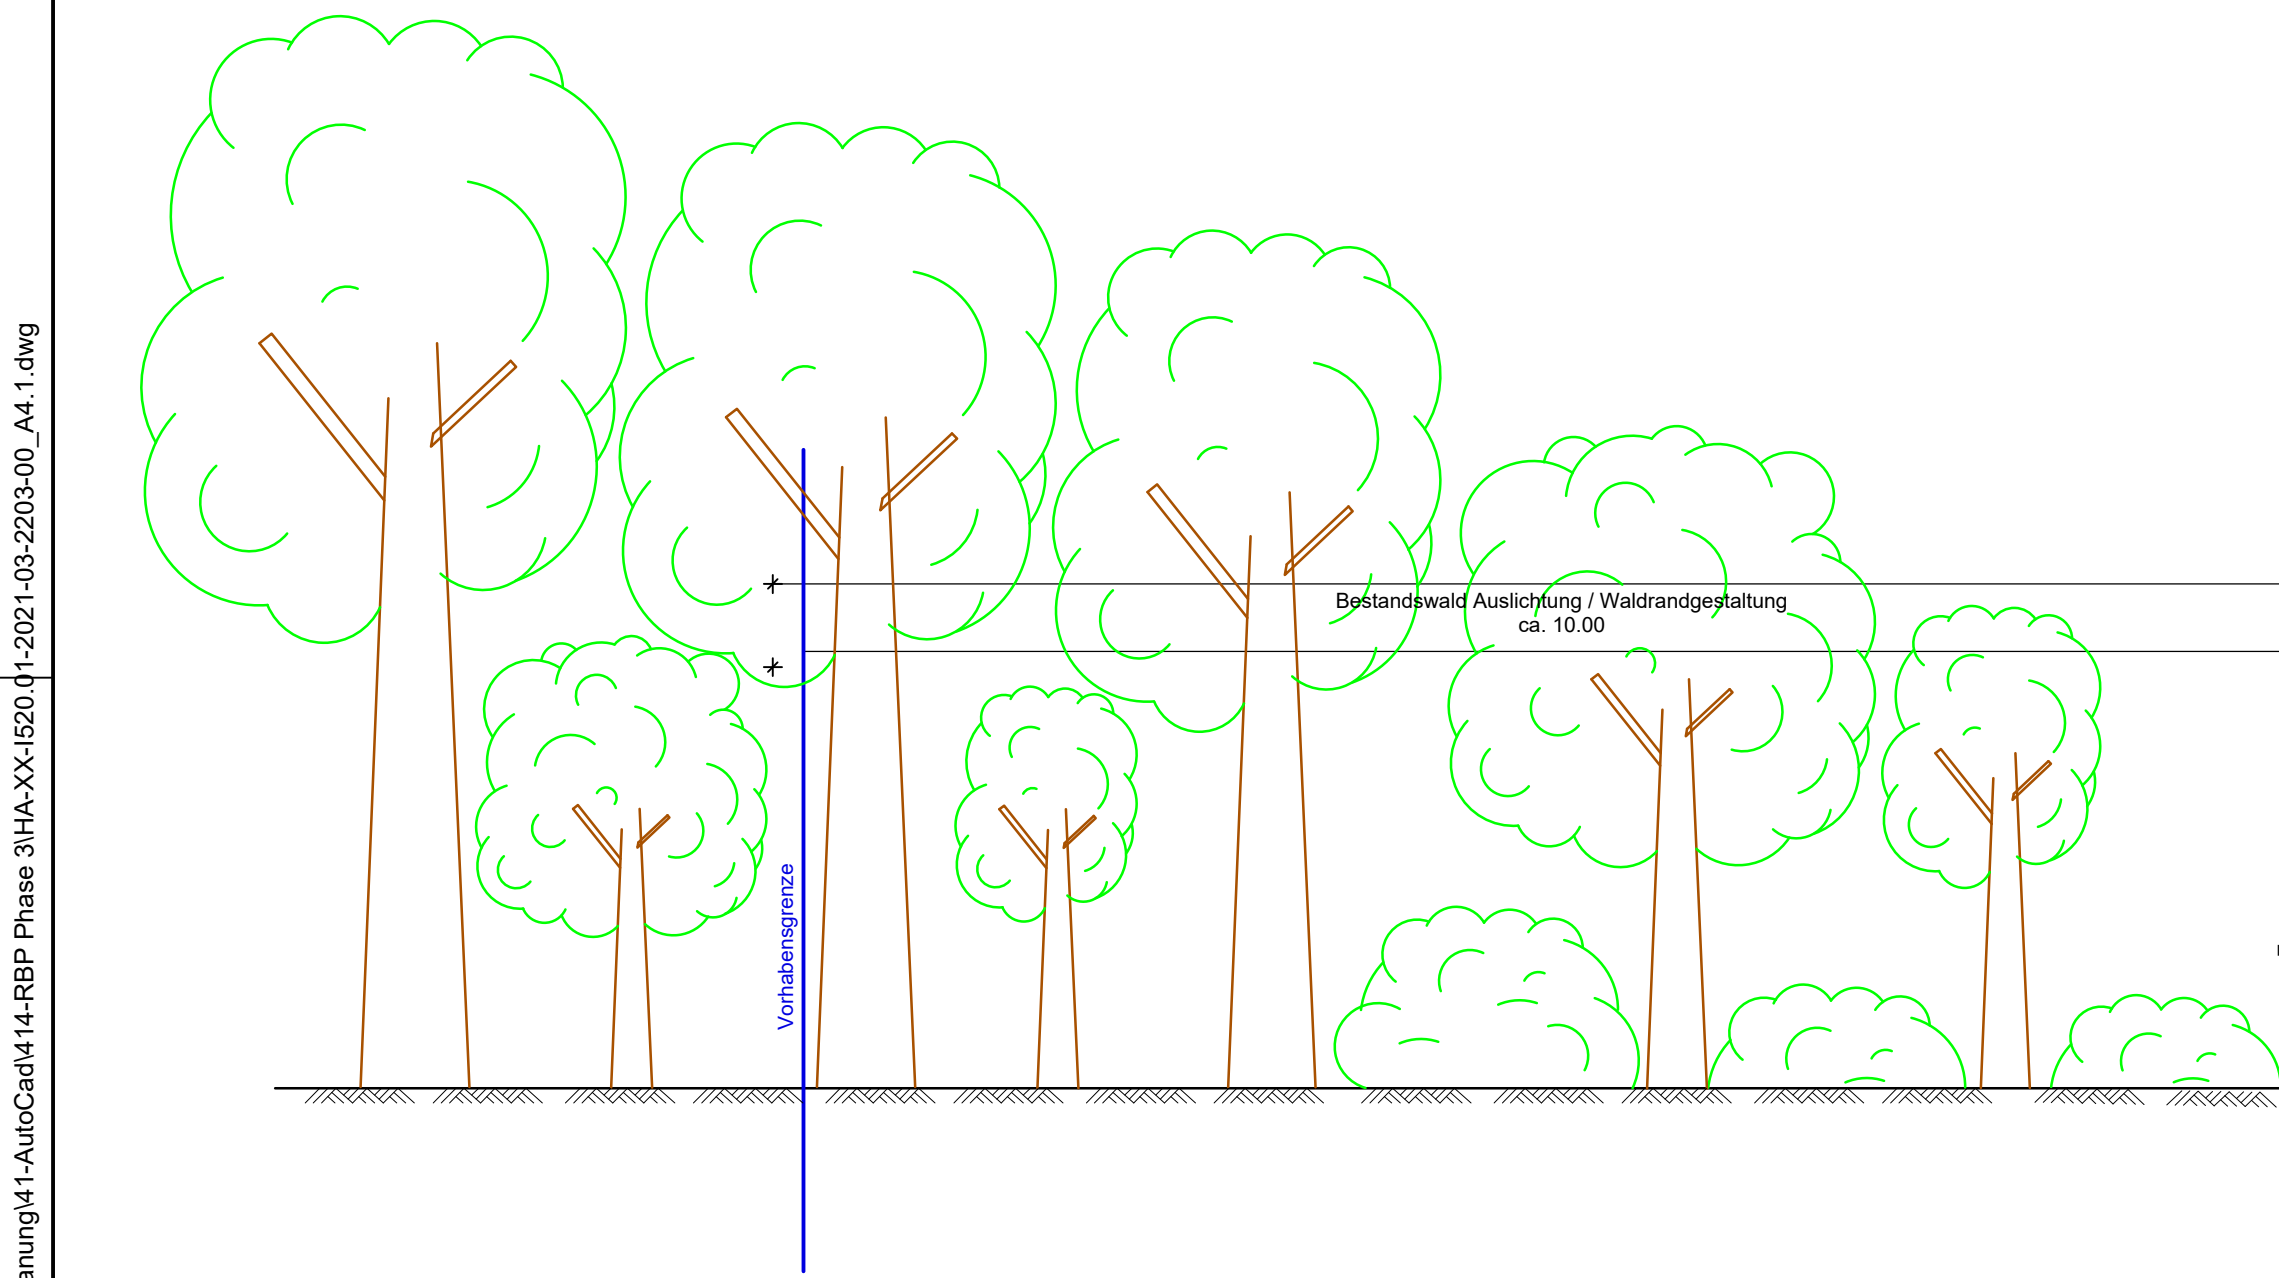 anung\41-AutoCad\414-RBP Phase 3\HA-XX-I520.01-2021-03-2203-00_A4.1.dwg
Bestandswald Auslichtung / Waldrandgestaltung
ca. 10.00
Vorhabensgrenze